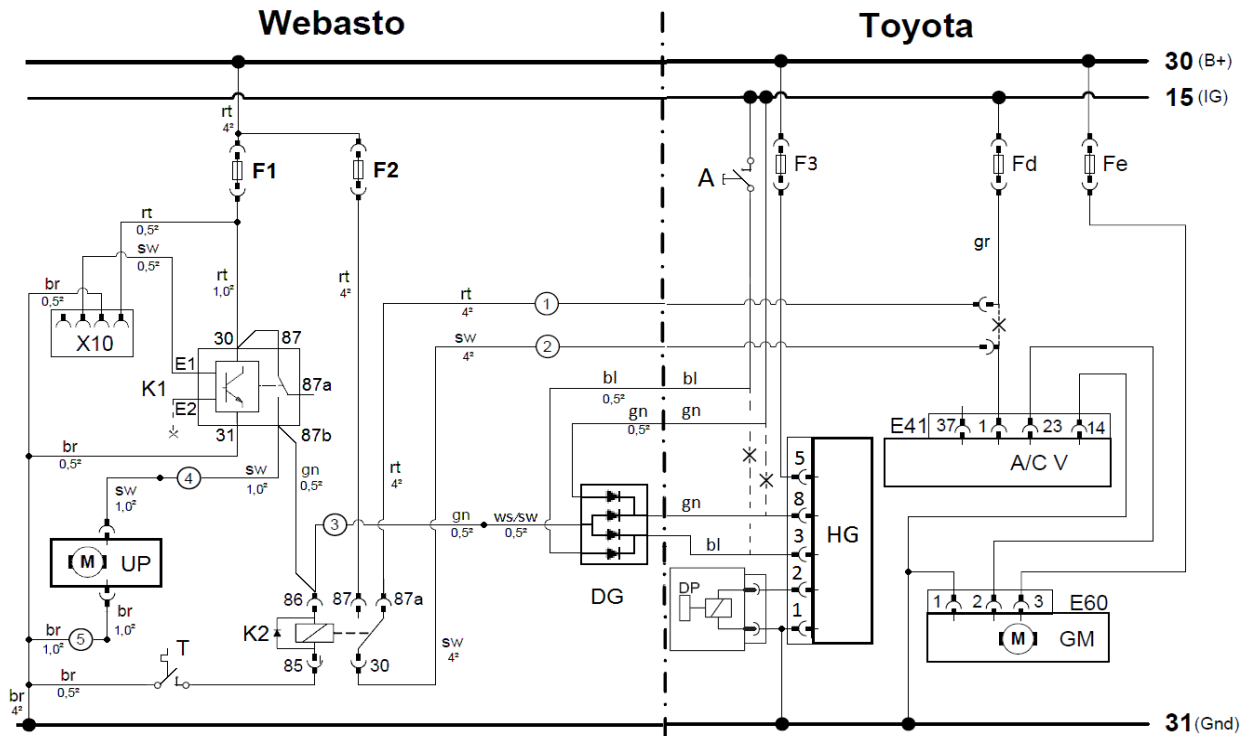 Webasto
Toyota
30 (B+)
15 (IG)
rt
4²
F1
F2
A
F3
Fd
Fe
rt
0,5²
sw
0,5²
br
0,5²
rt
1,0²
rt
4²
rt
4²
1
gr
X10
30
87
sw
4²
2
E1
K1
E2
87a
31
87b
bl
0,5²
bl
gn
0,5²
gn
E41
37
1
23
14
A/C V
br
0,5²
4
sw
1,0²
sw
1,0²
gn
0,5²
rt
4²
5
8
3
2
1
HG
3
gn
0,5²
ws/sw
0,5²
gn
bl
M
UP
DG
DP
86
87
87a
1
2
3
E60
M
GM
br
1,0²
br
1,0²
5
T
K2
85
30
sw
4²
br
0,5²
br
4²
31 (Gnd)